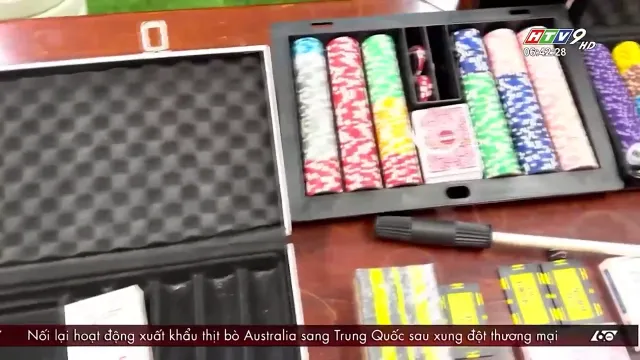 HTV9 HD
06:42:28
Nối lại hoạt động xuất khẩu thịt bò Australia sang Trung Quốc sau xung đột thương mại